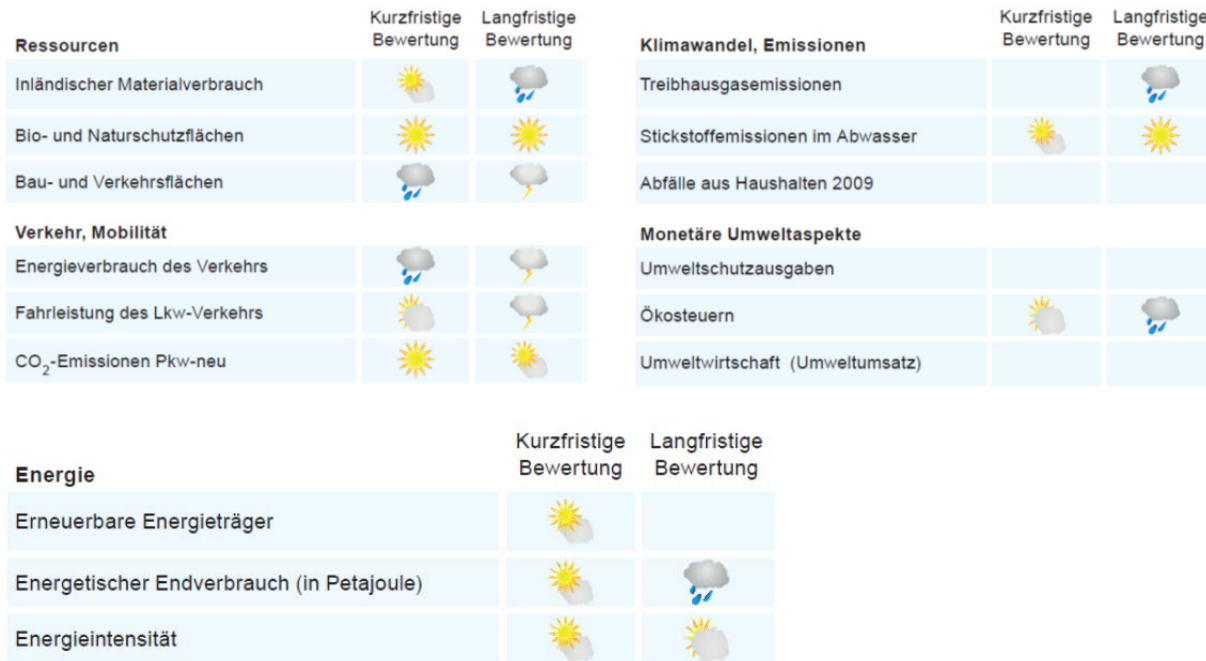 Kurzfristige Langfristige
Ressourcen Bewertung Bewertung
Inländischer Materialverbrauch
Bio- und Naturschutzflächen
Bau- und Verkehrsflächen
Verkehr, Mobilität
Energieverbrauch des Verkehrs
Fahrleistung des Lkw-Verkehrs
CO₂-Emissionen Pkw-neu
Kurzfristige Langfristige
Klimawandel, Emissionen Bewertung Bewertung
Treibhausgasemissionen
Stickstoffemissionen im Abwasser
Abfälle aus Haushalten 2009
Monetäre Umweltaspekte
Umweltschutzausgaben
Ökosteuern
Umweltwirtschaft (Umweltumsatz)
Kurzfristige Langfristige
Energie Bewertung Bewertung
Erneuerbare Energieträger
Energetischer Endverbrauch (in Petajoule)
Energieintensität